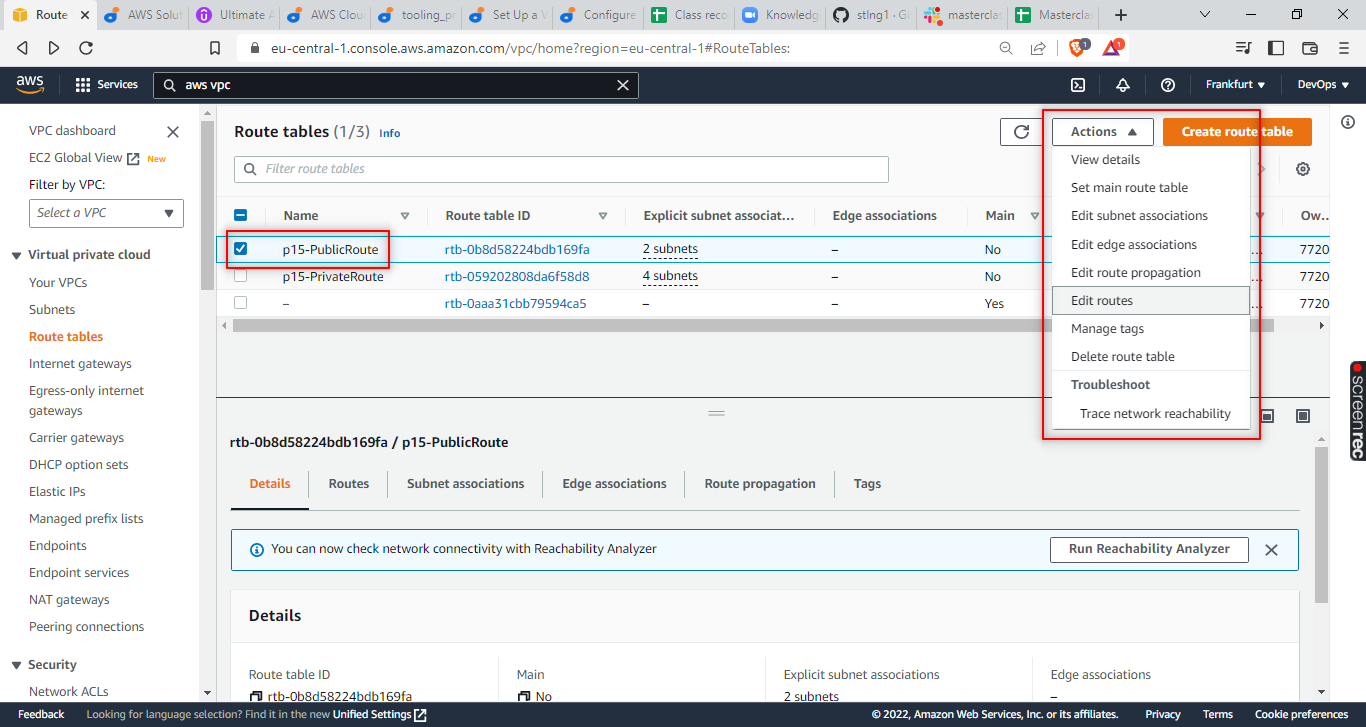 Route
AWS Solut
Ultimate A
AWS Clou
tooling_pr
Set Up a V
Configure
Class reco
Knowledg
stlng1 · Gi
masterclas
Masterclas
eu-central-1.console.aws.amazon.com/vpc/home?region=eu-central-1#RouteTables:
1
1
aws
Services
aws vpc
Frankfurt
DevOps
VPC dashboard
EC2 Global View New
Filter by VPC:
Select a VPC
Virtual private cloud
Your VPCs
Subnets
Route tables
Internet gateways
Egress-only internet
gateways
Carrier gateways
DHCP option sets
Elastic IPs
Managed prefix lists
Endpoints
Endpoint services
NAT gateways
Peering connections
Security
Network ACLs
Route tables (1/3) Info
Actions
Create route table
Filter route tables
Name Route table ID Explicit subnet associat... Edge associations Main Ow...
p15-PublicRoute rtb-0b8d58224bdb169fa 2 subnets – No ... 7720
p15-PrivateRoute rtb-059202808da6f58d8 4 subnets – No ... 7720
– rtb-0aaa31cbb79594ca5 – – Yes ... 7720
View details
Set main route table
Edit subnet associations
Edit edge associations
Edit route propagation
Edit routes
Manage tags
Delete route table
Troubleshoot
Trace network reachability
rtb-0b8d58224bdb169fa / p15-PublicRoute
Details Routes Subnet associations Edge associations Route propagation Tags
You can now check network connectivity with Reachability Analyzer
Run Reachability Analyzer
Details
Route table ID Main Explicit subnet associations Edge associations
rtb-0b8d58224bdb169fa No 2 subnets –
screenrec
Feedback Looking for language selection? Find it in the new Unified Settings
© 2022, Amazon Web Services, Inc. or its affiliates. Privacy Terms Cookie preferences